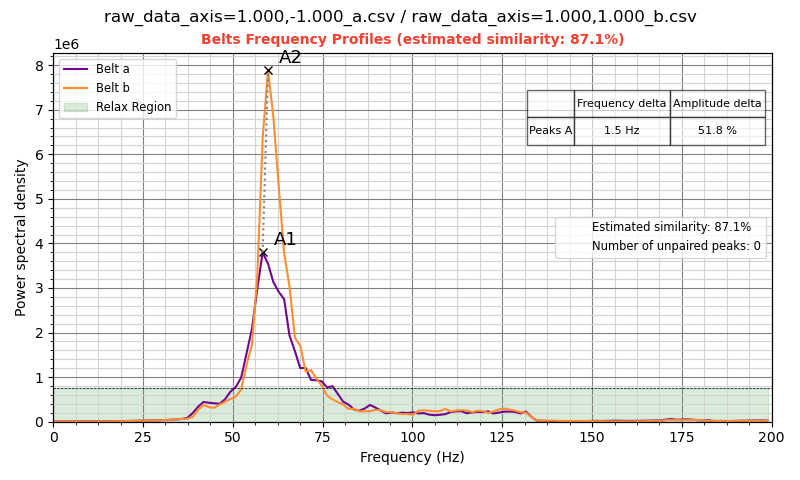 raw_data_axis=1.000,-1.000_a.csv / raw_data_axis=1.000,1.000_b.csv
Belts Frequency Profiles (estimated similarity: 87.1%)
1e6
A2
Belt a
Belt b
Relax Region
Frequency delta Amplitude delta
Peaks A 1.5 Hz 51.8 %
A1
Estimated similarity: 87.1%
Number of unpaired peaks: 0
Power spectral density
8
7
6
5
4
3
2
1
0
0 25 50 75 100 125 150 175 200
Frequency (Hz)